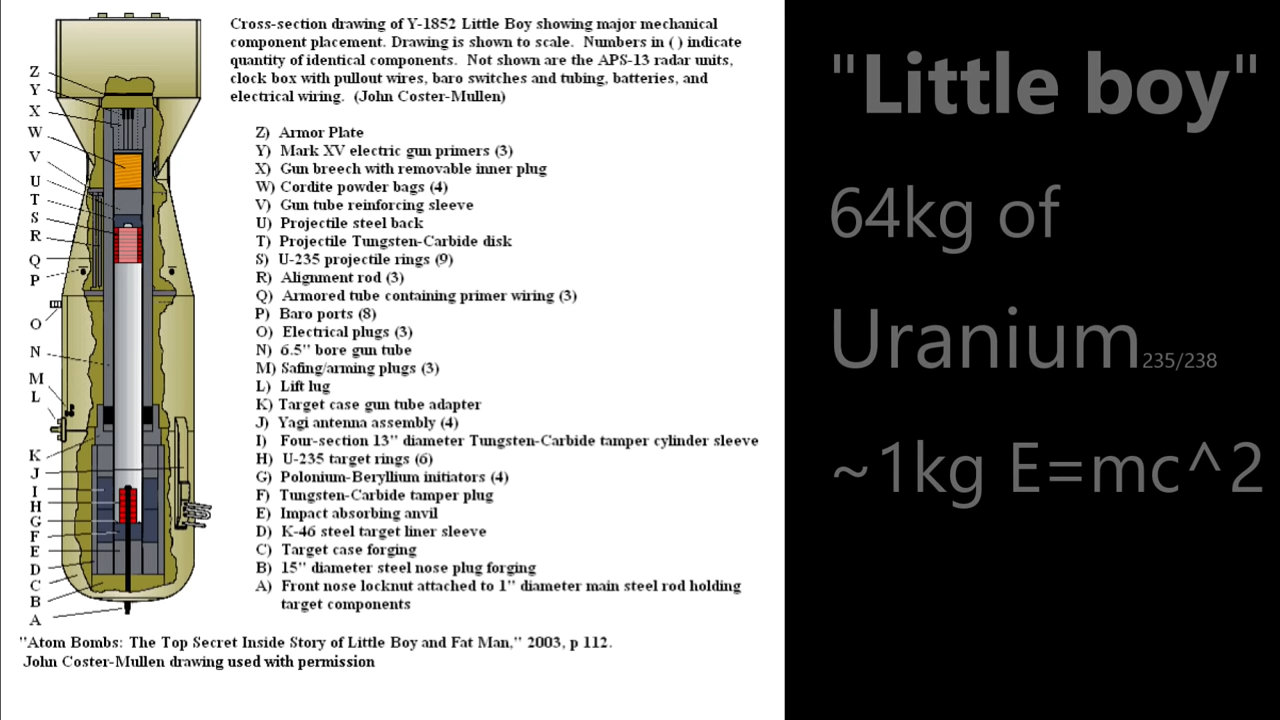 Cross-section drawing of Y-1852 Little Boy showing major mechanical
component placement. Drawing is shown to scale.  Numbers in ( ) indicate
quantity of identical components.  Not shown are the APS-13 radar units,
clock box with pullout wires, baro switches and tubing, batteries, and
electrical wiring.  (John Coster-Mullen)
Z
Y
X
W
V
U
T
S
R
Q
P
O
N
M
L
K
J
I
H
G
F
E
D
C
B
A
Z)  Armor Plate
Y)  Mark XV electric gun primers (3)
X)  Gun breech with removable inner plug
W)  Cordite powder bags (4)
V)  Gun tube reinforcing sleeve
U)  Projectile steel back
T)  Projectile Tungsten-Carbide disk
S)  U-235 projectile rings (9)
R)  Alignment rod (3)
Q)  Armored tube containing primer wiring (3)
P)  Baro ports (8)
O)  Electrical plugs (3)
N)  6.5" bore gun tube
M) Safing/arming plugs (3)
L)  Lift lug
K) Target case gun tube adapter
J)  Yagi antenna assembly (4)
I)  Four-section 13" diameter Tungsten-Carbide tamper cylinder sleeve
H)  U-235 target rings (6)
G)  Polonium-Beryllium initiators (4)
F)  Tungsten-Carbide tamper plug
E)  Impact absorbing anvil
D)  K-46 steel target liner sleeve
C)  Target case forging
B)  15" diameter steel nose plug forging
A)  Front nose locknut attached to 1" diameter main steel rod holding
target components
"Atom Bombs: The Top Secret Inside Story of Little Boy and Fat Man," 2003, p 112.
John Coster-Mullen drawing used with permission
"Little boy"
64kg of
Uranium235/238
~1kg E=mc^2